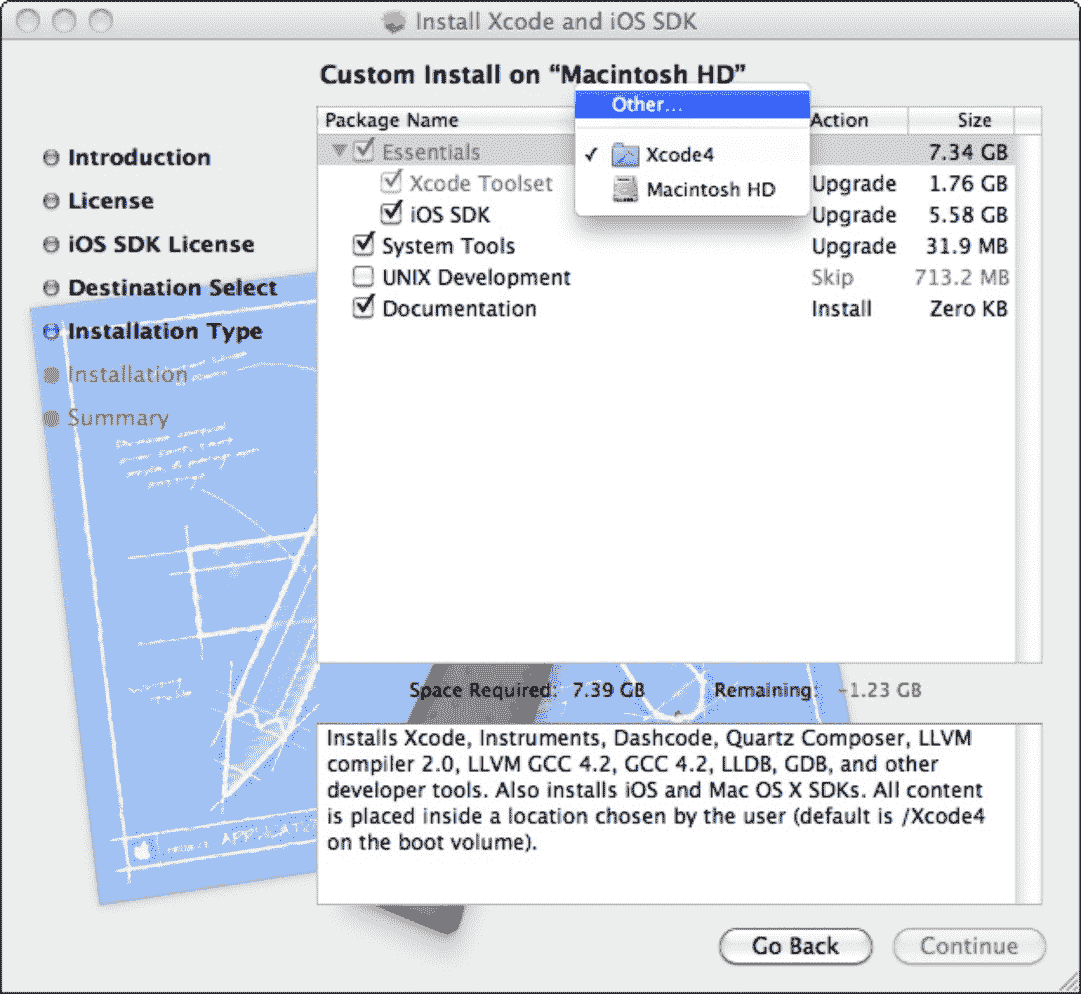 Install Xcode and iOS SDK
Custom Install on “Macintosh HD”
Introduction
License
iOS SDK License
Destination Select
Installation Type
Installation
Summary
Package Name Action Size
Other...
Xcode4
Macintosh HD
Essentials 7.34 GB
Xcode Toolset Upgrade 1.76 GB
iOS SDK Upgrade 5.58 GB
System Tools Upgrade 31.9 MB
UNIX Development Skip 713.2 MB
Documentation Install Zero KB
Space Required: 7.39 GB Remaining: -1.23 GB
Installs Xcode, Instruments, Dashcode, Quartz Composer, LLVM
compiler 2.0, LLVM GCC 4.2, GCC 4.2, LLDB, GDB, and other
developer tools. Also installs iOS and Mac OS X SDKs. All content
is placed inside a location chosen by the user (default is /Xcode4
on the boot volume).
Go Back Continue